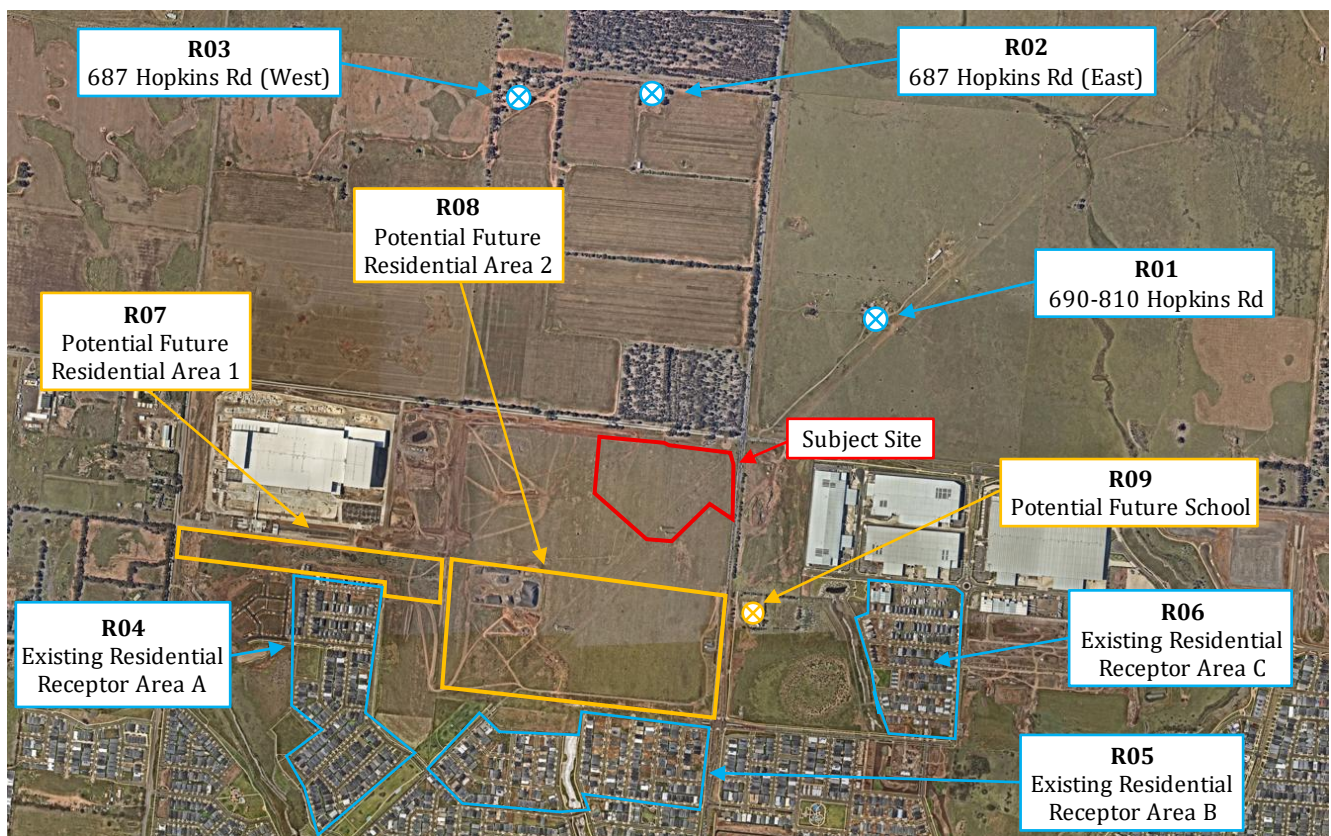 R03
687 Hopkins Rd (West)
R02
687 Hopkins Rd (East)
R08
Potential Future
Residential Area 2
R01
690-810 Hopkins Rd
R07
Potential Future
Residential Area 1
Subject Site
R09
Potential Future School
R04
Existing Residential
Receptor Area A
R06
Existing Residential
Receptor Area C
R05
Existing Residential
Receptor Area B